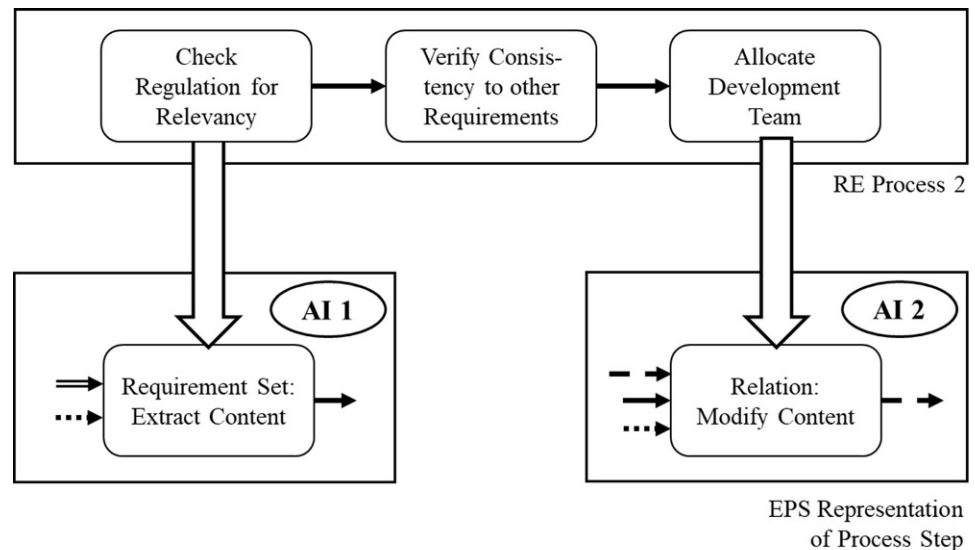 Check
Regulation for
Relevancy
Verify Consis-
tency to other
Requirements
Allocate
Development
Team
RE Process 2
AI 1
Requirement Set:
Extract Content
AI 2
Relation:
Modify Content
EPS Representation
of Process Step